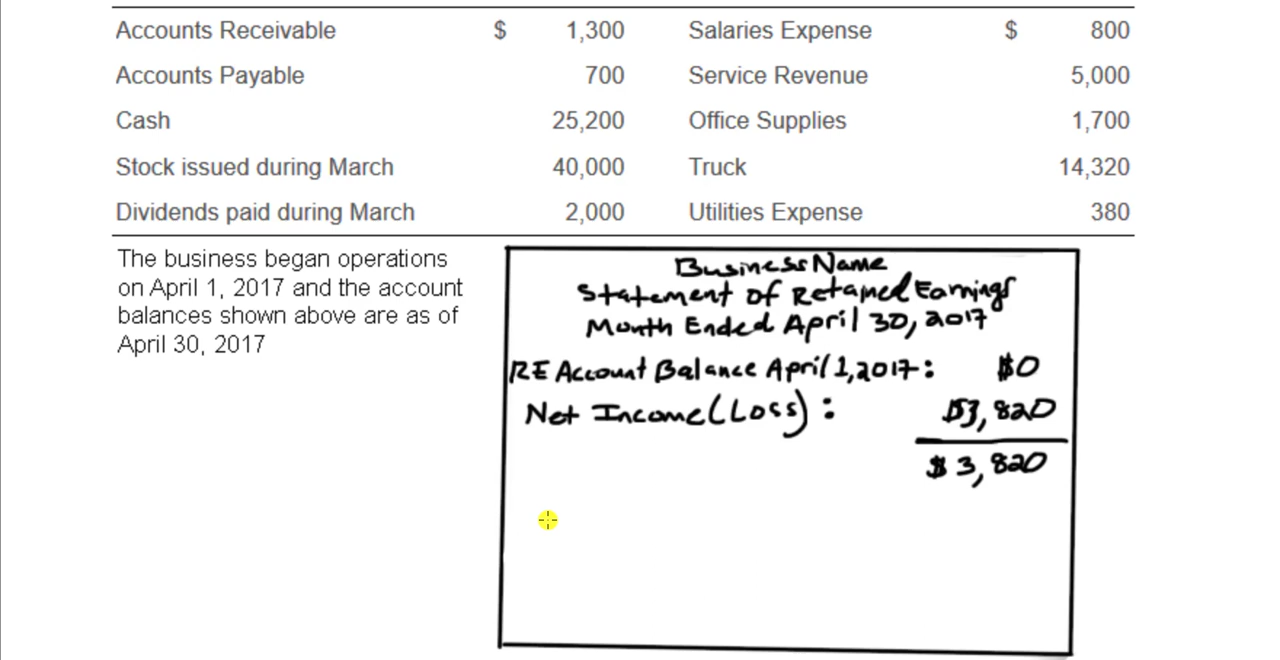 Accounts Receivable $ 1,300 Salaries Expense $ 800
Accounts Payable 700 Service Revenue 5,000
Cash 25,200 Office Supplies 1,700
Stock issued during March 40,000 Truck 14,320
Dividends paid during March 2,000 Utilities Expense 380
The business began operations
on April 1, 2017 and the account
balances shown above are as of
April 30, 2017
Business Name
Statement of Retained Earnings
Month Ended April 30, 2017
RE Account Balance April 1, 2017: $0
Net Income (Loss): $3,820
$3,820